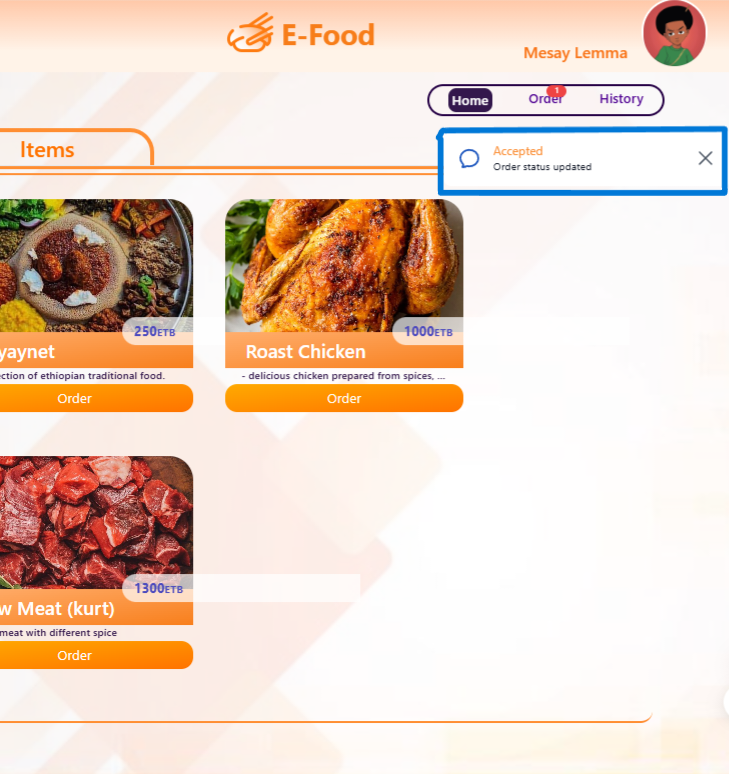 E-Food
Mesay Lemma
Home
Order
1
History
Items
Accepted
Order status updated
250ETB
1000ETB
yaynet
Roast Chicken
ction of ethiopian traditional food.
- delicious chicken prepared from spices, ...
Order
Order
1300ETB
w Meat (kurt)
meat with different spice
Order